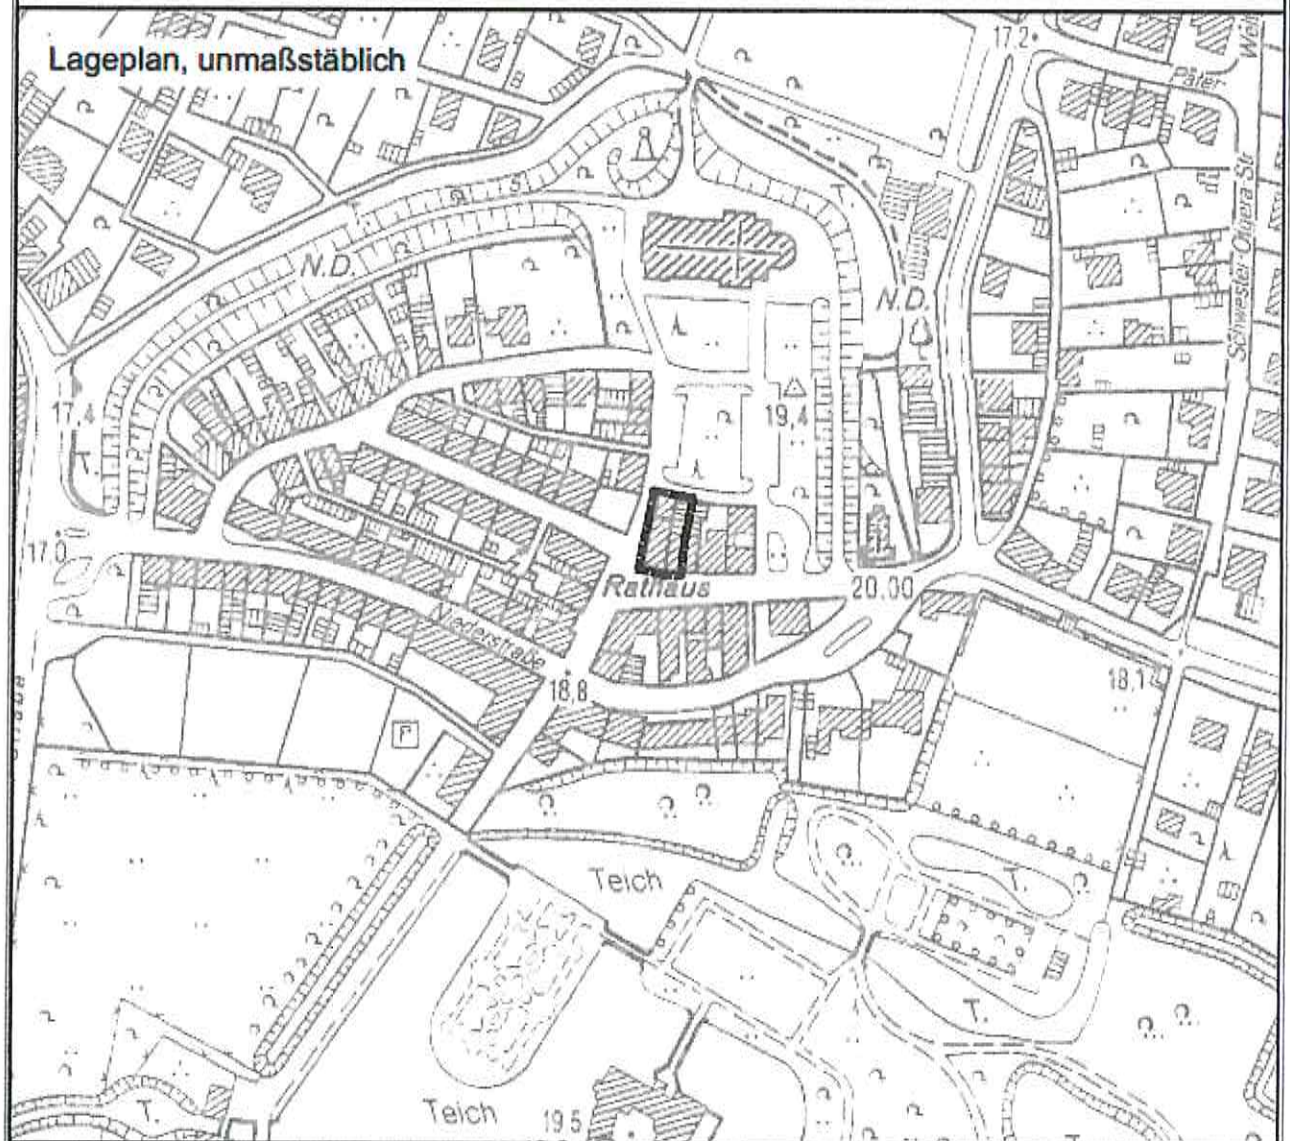 Lageplan, unmaßstäblich
17.2
Päter-
N.D.
N.D.
Schwester-Otgera-Str
17.4
19.4
T.
17.0
Rathaus
20.00
Niederstraße
18.8
18.1
P
Teich
T.
T.
T.
Teich
19.5